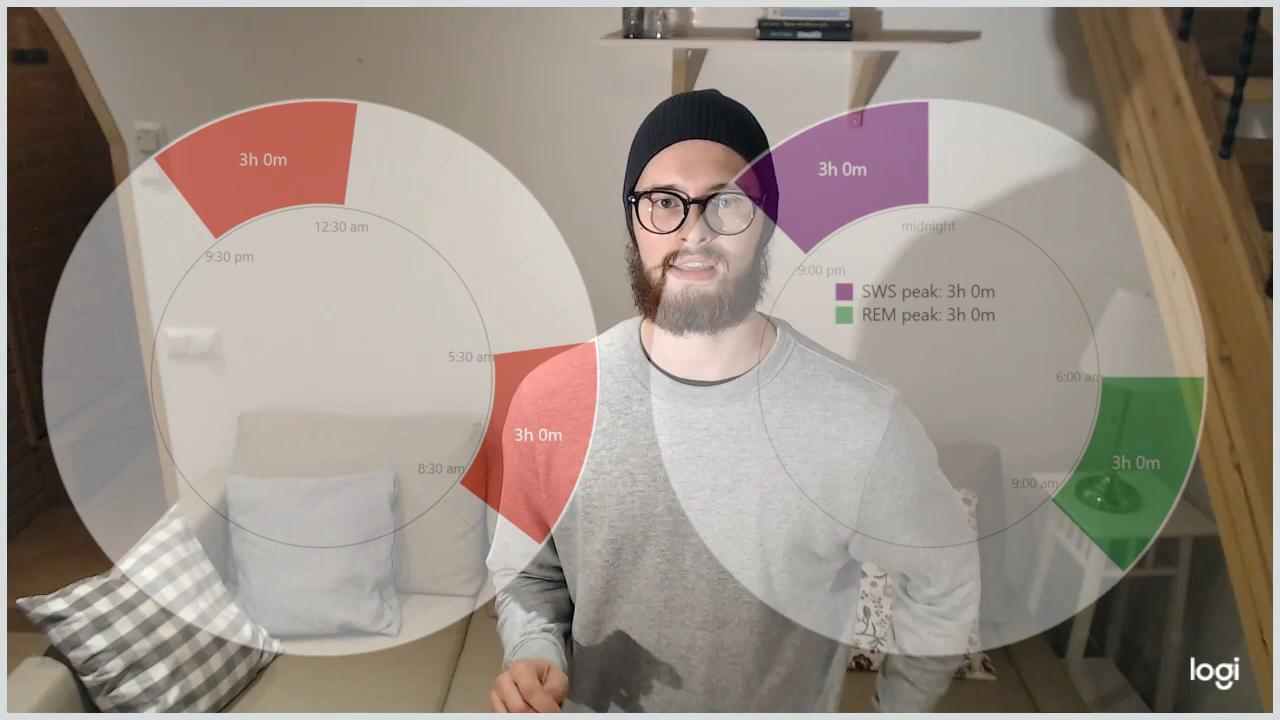 3h 0m
12:30 am
9:30 pm
5:30 am
3h 0m
8:30 am
3h 0m
midnight
9:00 pm
SWS peak: 3h 0m
REM peak: 3h 0m
6:00 am
3h 0m
9:00 am
logi